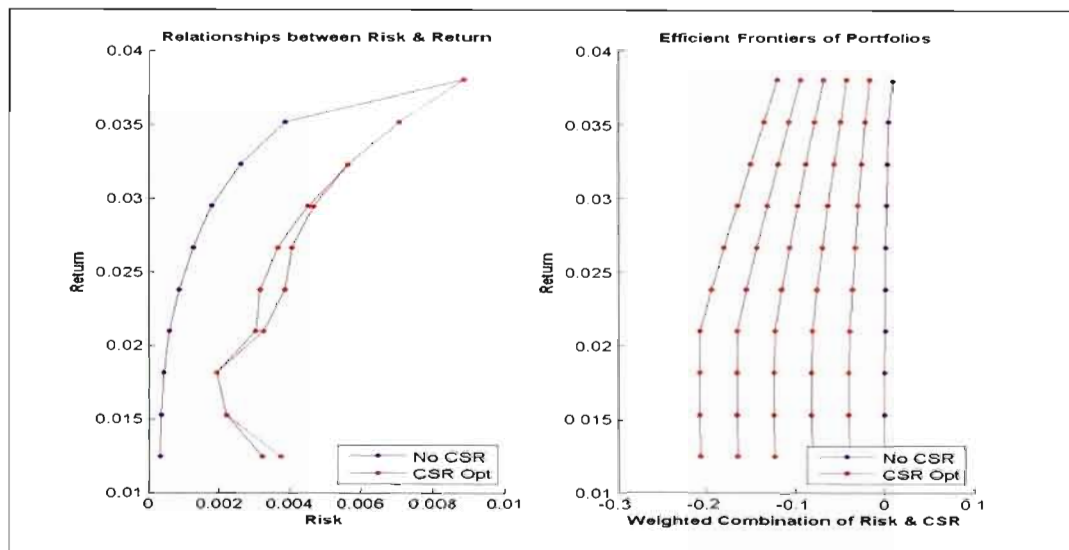 Relationships between Risk & Return
0.04
0.035
0.03
0.025
0.02
0.015
0.01
Return
0
0.002
0.004
0.006
0.008
0.01
Risk
No CSR
CSR Opt
Efficient Frontiers of Portfolios
0.04
0.035
0.03
0.025
0.02
0.015
0.01
Return
-0.3
-0.2
-0.1
0
0.1
Weighted Combination of Risk & CSR
No CSR
CSR Opt